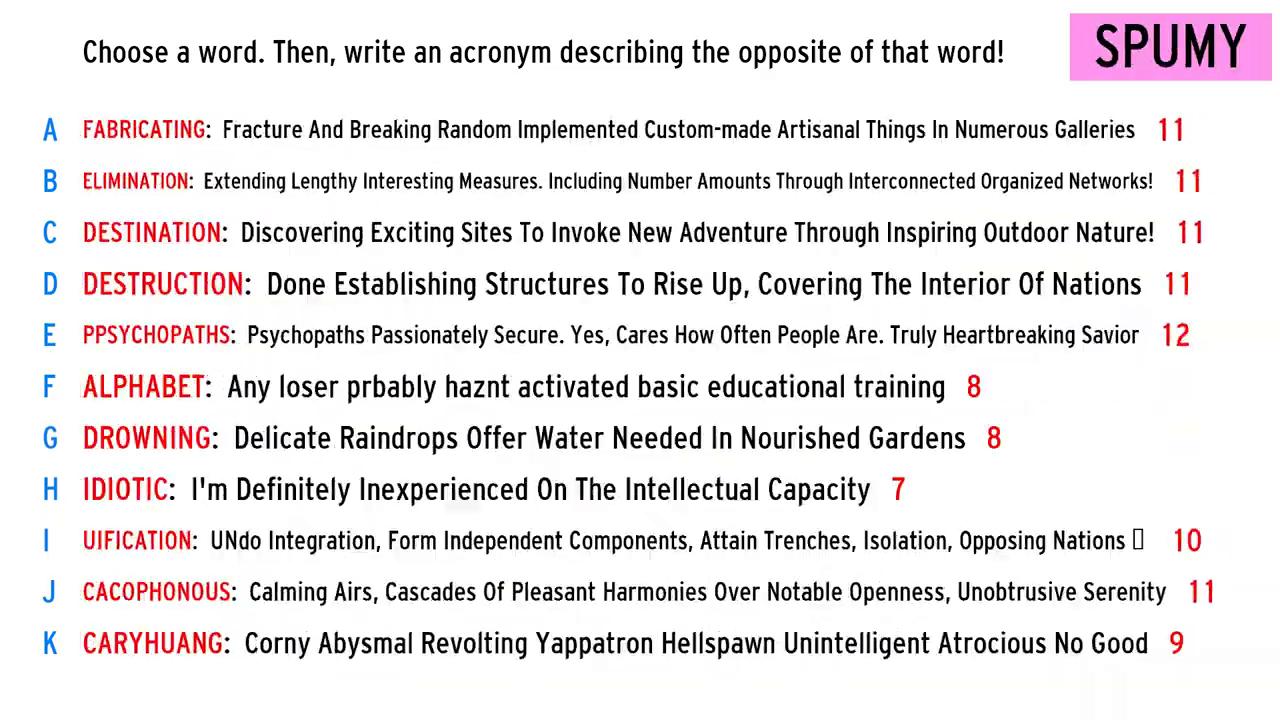 Choose a word. Then, write an acronym describing the opposite of that word!
SPUMY
A FABRICATING: Fracture And Breaking Random Implemented Custom-made Artisanal Things In Numerous Galleries 11
B ELIMINATION: Extending Lengthy Interesting Measures. Including Number Amounts Through Interconnected Organized Networks! 11
C DESTINATION: Discovering Exciting Sites To Invoke New Adventure Through Inspiring Outdoor Nature! 11
D DESTRUCTION: Done Establishing Structures To Rise Up, Covering The Interior Of Nations 11
E PPSYCHOPATHS: Psychopaths Passionately Secure. Yes, Cares How Often People Are. Truly Heartbreaking Savior 12
F ALPHABET: Any loser prbably haznt activated basic educational training 8
G DROWNING: Delicate Raindrops Offer Water Needed In Nourished Gardens 8
H IDIOTIC: I'm Definitely Inexperienced On The Intellectual Capacity 7
I UIFICATION: UNdo Integration, Form Independent Components, Attain Trenches, Isolation, Opposing Nations 10
J CACOPHONOUS: Calming Airs, Cascades Of Pleasant Harmonies Over Notable Openness, Unobtrusive Serenity 11
K CARYHUANG: Corny Abysmal Revolting Yappatron Hellspawn Unintelligent Atrocious No Good 9